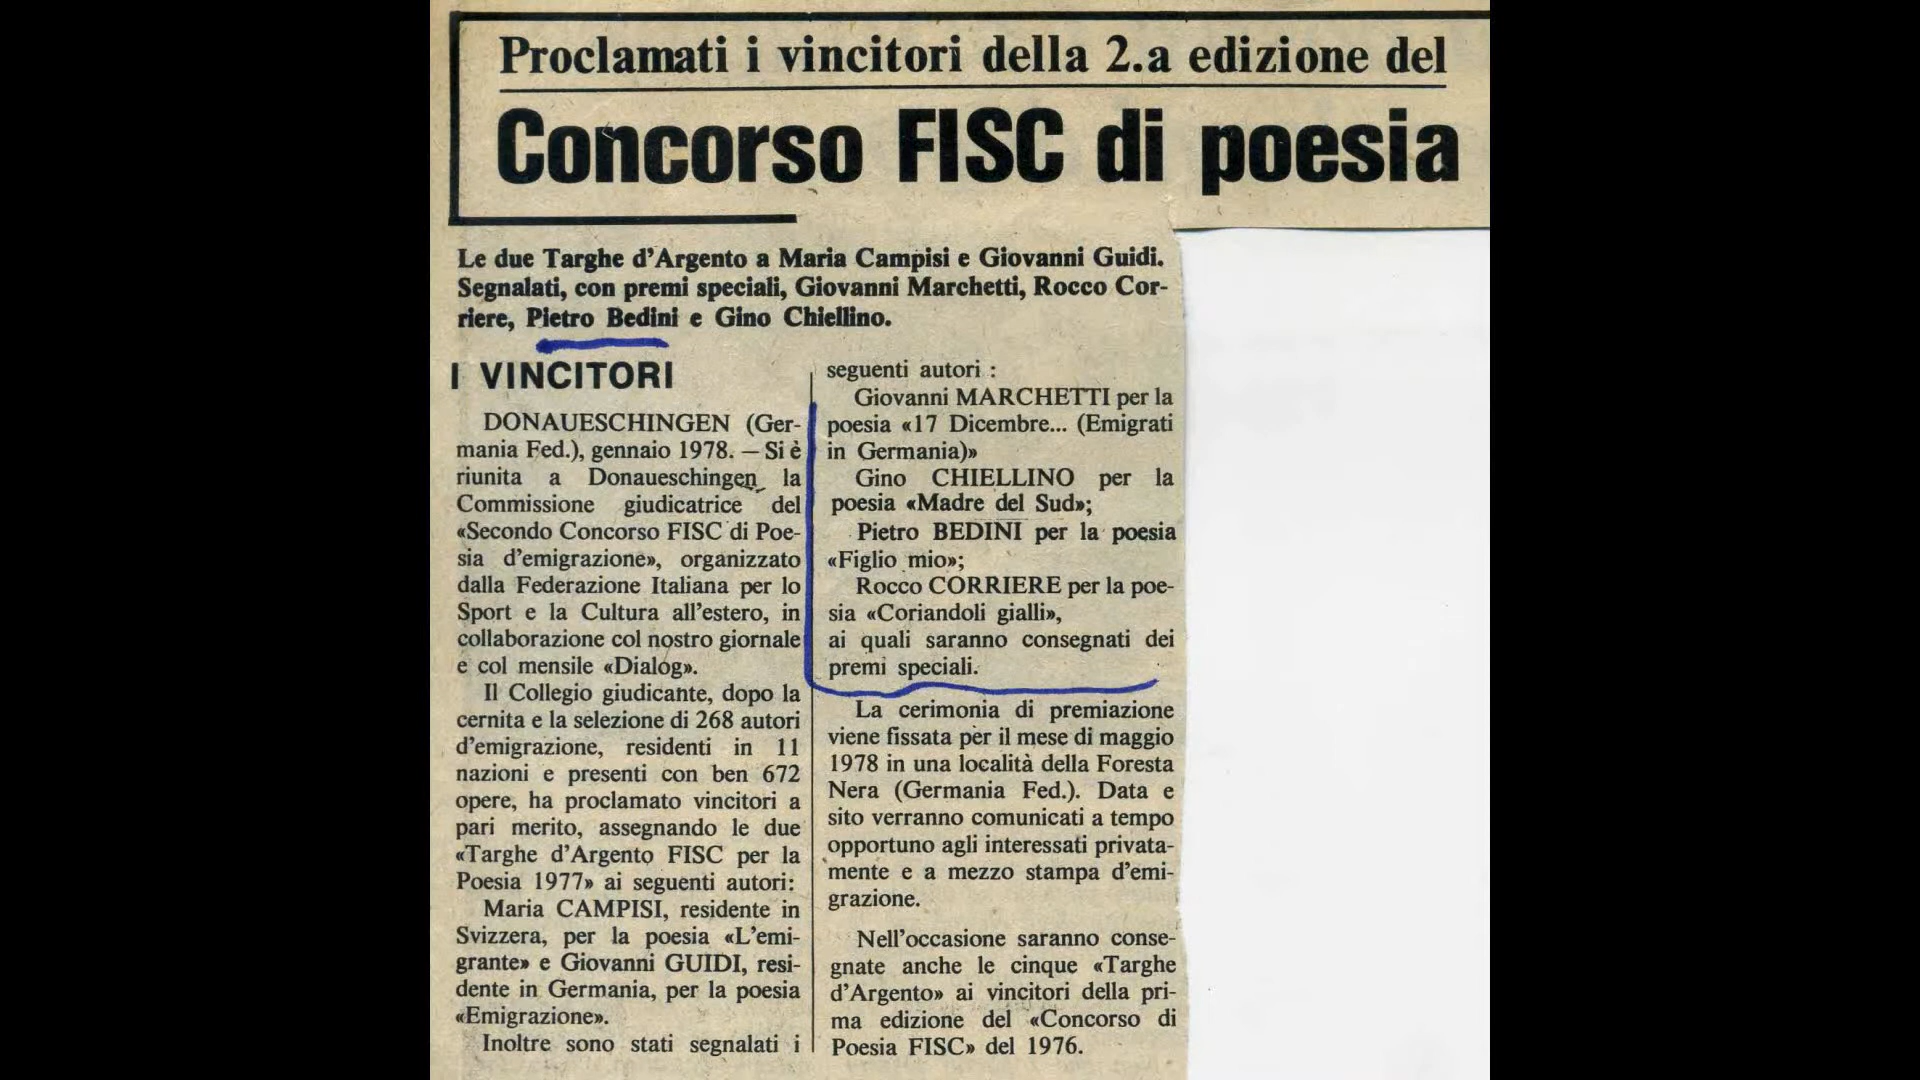 Proclamati i vincitori della 2.a edizione del
Concorso FISC di poesia
Le due Targhe d'Argento a Maria Campisi e Giovanni Guidi.
Segnalati, con premi speciali, Giovanni Marchetti, Rocco Cor-
riere, Pietro Bedini e Gino Chiellino.
I VINCITORI
DONAUESCHINGEN (Ger-
mania Fed.), gennaio 1978. — Si è
riunita a Donaueschingen la
Commissione giudicatrice del
«Secondo Concorso FISC di Poe-
sia d'emigrazione», organizzato
dalla Federazione Italiana per lo
Sport e la Cultura all'estero, in
collaborazione col nostro giornale
e col mensile «Dialog».
Il Collegio giudicante, dopo la
cernita e la selezione di 268 autori
d'emigrazione, residenti in 11
nazioni e presenti con ben 672
opere, ha proclamato vincitori a
pari merito, assegnando le due
«Targhe d'Argento FISC per la
Poesia 1977» ai seguenti autori:
Maria CAMPISI, residente in
Svizzera, per la poesia «L'emi-
grante» e Giovanni GUIDI, resi-
dente in Germania, per la poesia
«Emigrazione».
Inoltre sono stati segnalati i
seguenti autori :
Giovanni MARCHETTI per la
poesia «17 Dicembre... (Emigrati
in Germania)»
Gino CHIELLINO per la
poesia «Madre del Sud»;
Pietro BEDINI per la poesia
«Figlio mio»;
Rocco CORRIERE per la poe-
sia «Coriandoli gialli»,
ai quali saranno consegnati dei
premi speciali.
La cerimonia di premiazione
viene fissata per il mese di maggio
1978 in una località della Foresta
Nera (Germania Fed.). Data e
sito verranno comunicati a tempo
opportuno agli interessati privata-
mente e a mezzo stampa d'emi-
grazione.
Nell'occasione saranno conse-
gnate anche le cinque «Targhe
d'Argento» ai vincitori della pri-
ma edizione del «Concorso di
Poesia FISC» del 1976.